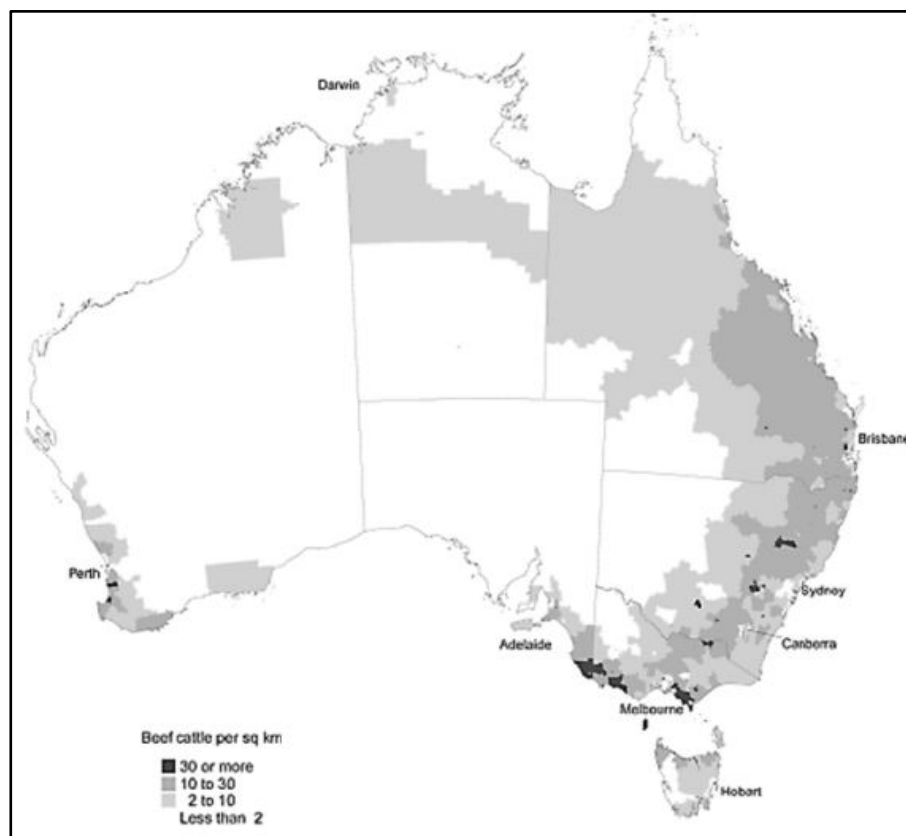 Darwin
Brisbane
Perth
Sydney
Adelaide
Canberra
Melbourne
Hobart
Beef cattle per sq km
30 or more
10 to 30
2 to 10
Less than 2